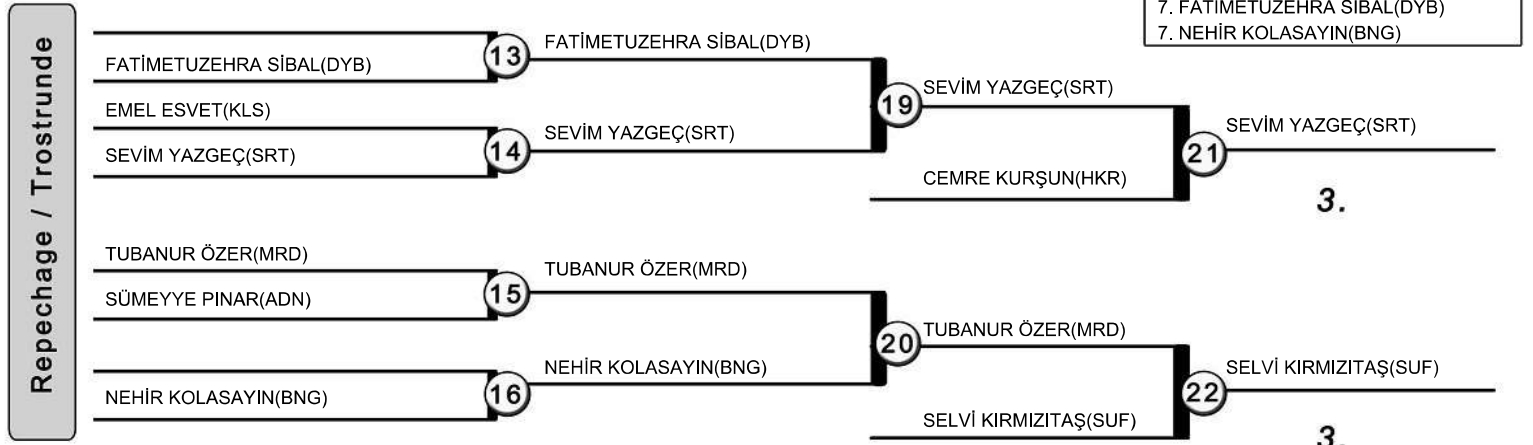 7. FATİMETUZEHRA SİBAL(DYB)
7. NEHİR KOLASAYIN(BNG)
Repechage / Trostrunde
FATİMETUZEHRA SİBAL(DYB)
13
FATİMETUZEHRA SİBAL(DYB)
EMEL ESVET(KLS)
SEVİM YAZGEÇ(SRT)
14
SEVİM YAZGEÇ(SRT)
19
SEVİM YAZGEÇ(SRT)
CEMRE KURŞUN(HKR)
21
SEVİM YAZGEÇ(SRT)
3.
TUBANUR ÖZER(MRD)
SÜMEYYE PINAR(ADN)
15
TUBANUR ÖZER(MRD)
NEHİR KOLASAYIN(BNG)
16
NEHİR KOLASAYIN(BNG)
20
TUBANUR ÖZER(MRD)
SELVİ KIRMIZITAŞ(SUF)
22
SELVİ KIRMIZITAŞ(SUF)
3.